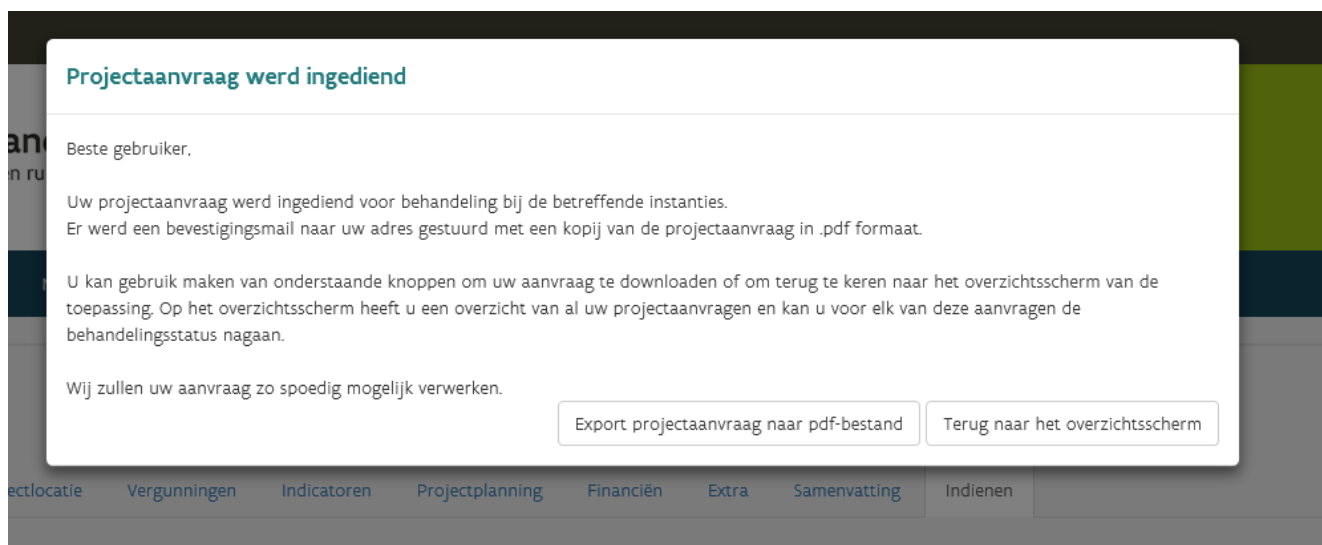 Projectaanvraag werd ingediend
Beste gebruiker,
Uw projectaanvraag werd ingediend voor behandeling bij de betreffende instanties.
Er werd een bevestigingsmail naar uw adres gestuurd met een kopij van de projectaanvraag in .pdf formaat.
U kan gebruik maken van onderstaande knoppen om uw aanvraag te downloaden of om terug te keren naar het overzichtsscherm van de
toepassing. Op het overzichtsscherm heeft u een overzicht van al uw projectaanvragen en kan u voor elk van deze aanvragen de
behandelingsstatus nagaan.
Wij zullen uw aanvraag zo spoedig mogelijk verwerken.
Export projectaanvraag naar pdf-bestand Terug naar het overzichtsscherm
ectlocatie Vergunningen Indicatoren Projectplanning Financiën Extra Samenvatting Indienen